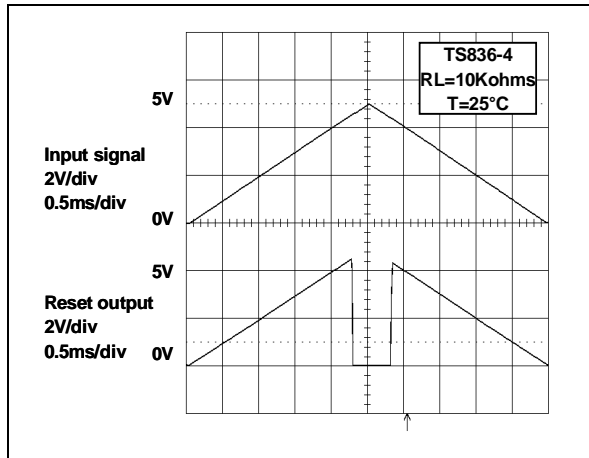 TS836-4
RL=10Kohms
T=25°C
5V
Input signal
2V/div
0.5ms/div
0V
5V
Reset output
2V/div
0.5ms/div
0V